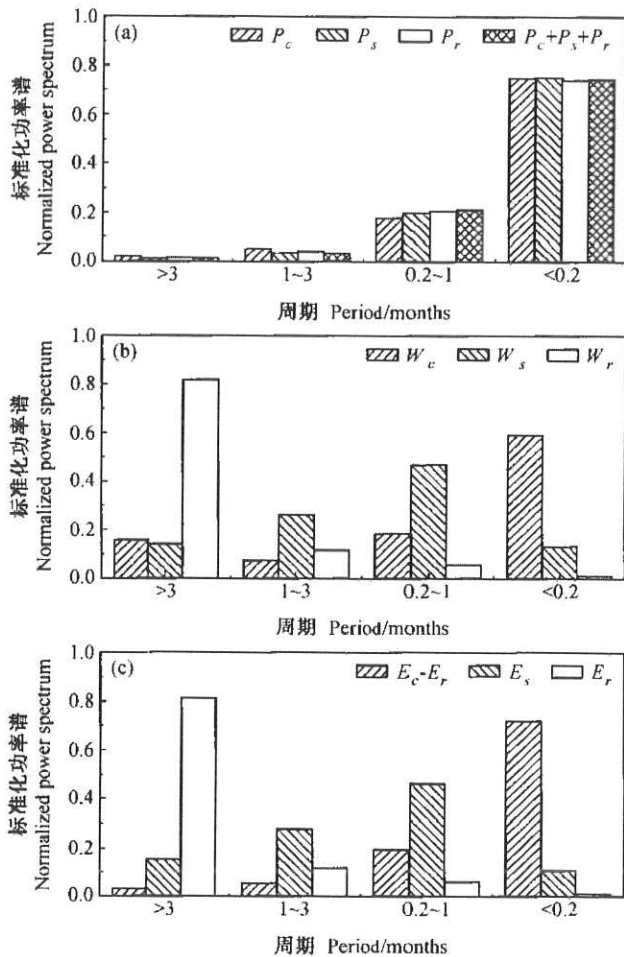 (a) P_c P_s P_r P_c+P_s+P_r
标准化功率谱
Normalized power spectrum
1.0
0.8
0.6
0.4
0.2
0.0
>3 1~3 0.2~1 <0.2
周期 Period/months
(b) W_c W_s W_r
标准化功率谱
Normalized power spectrum
1.0
0.8
0.6
0.4
0.2
0.0
>3 1~3 0.2~1 <0.2
周期 Period/months
(c) E_c-E_r E_s E_r
标准化功率谱
Normalized power spectrum
1.0
0.8
0.6
0.4
0.2
0.0
>3 1~3 0.2~1 <0.2
周期 Period/months